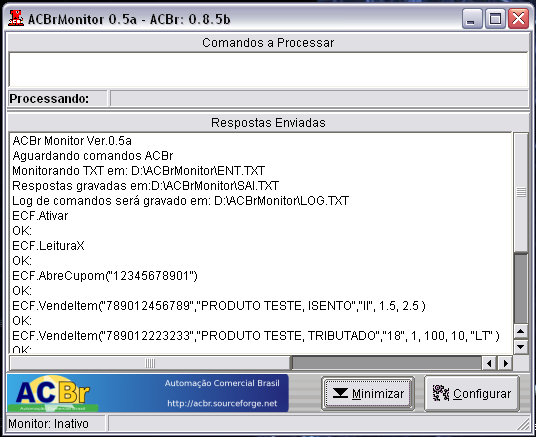 ACBrMonitor 0.5a - ACBr: 0.8.5b
Comandos a Processar
Processando:
Respostas Enviadas
ACBr Monitor Ver.0.5a
Aguardando comandos ACBr
Monitorando TXT em: D:\ACBrMonitor\ENT.TXT
Respostas gravadas em:D:\ACBrMonitor\SAI.TXT
Log de comandos será gravado em: D:\ACBrMonitor\LOG.TXT
ECF.Ativar
OK:
ECF.LeituraX
OK:
ECF.AbreCupom("12345678901")
OK:
ECF.VendeItem("789012456789","PRODUTO TESTE, ISENTO","II", 1.5, 2.5 )
OK:
ECF.VendeItem("789012223233","PRODUTO TESTE, TRIBUTADO","18", 1, 100, 10, "LT" )
OK:
ACBr
Automação Comercial Brasil
Automação Comercial Brasil
http://acbr.sourceforge.net
Minimizar
Configurar
Monitor: Inativo